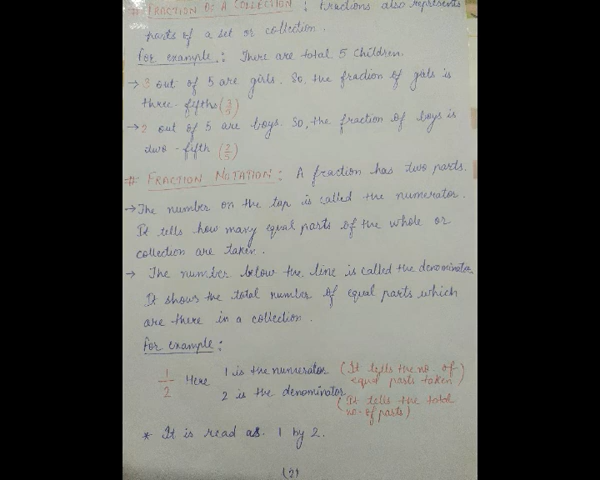 # FRACTION OF A COLLECTION : Fractions also represents
parts of a set or collection.
For example : There are total 5 children.
→ 3 out of 5 are girls. So, the fraction of girls is
three-fifths (3/5)
→ 2 out of 5 are boys. So, the fraction of boys is
two-fifth (2/5)
# FRACTION NOTATION : A fraction has two parts.
→ The number on the top is called the numerator.
It tells how many equal parts of the whole or
collection are taken.
→ The number below the line is called the denominator
It shows the total number of equal parts which
are there in a collection.
For example :
1/2 Here 1 is the numerator (It tells the no. of equal parts taken)
2 is the denominator (It tells the total no. of parts)
* It is read as 1 by 2.
(2)